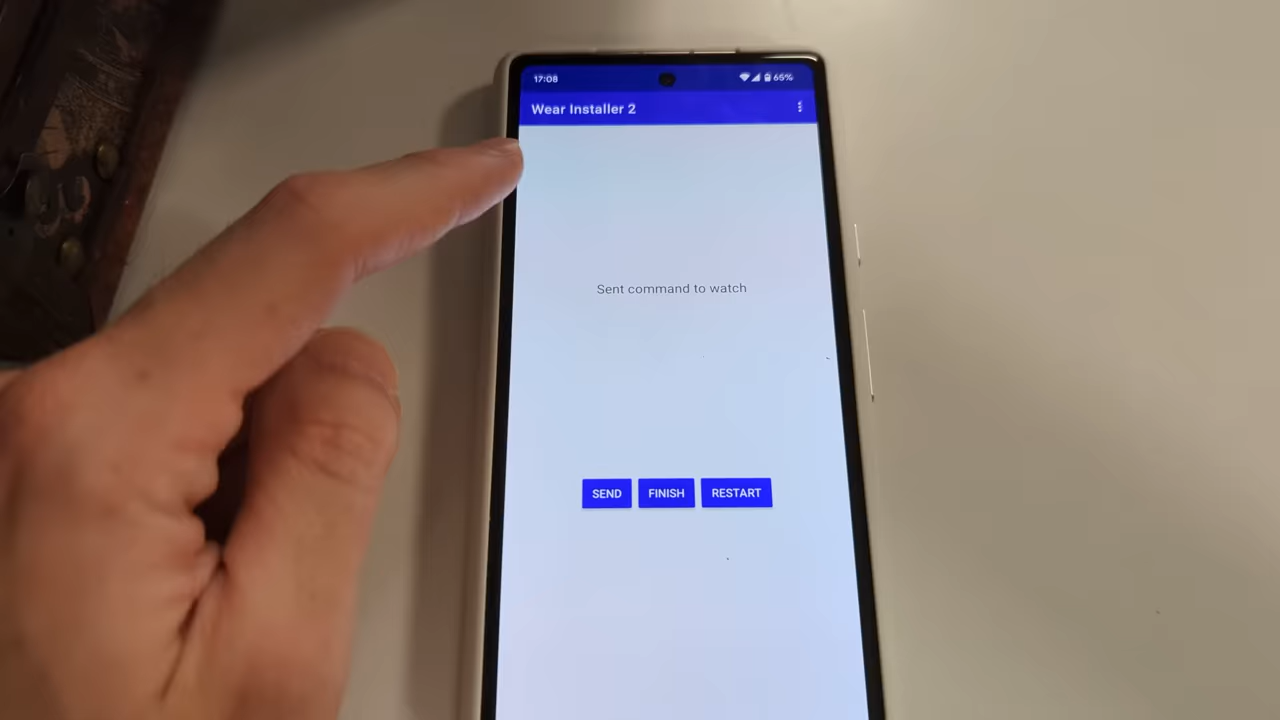 17:08 65%
Wear Installer 2
Sent command to watch
SEND FINISH RESTART